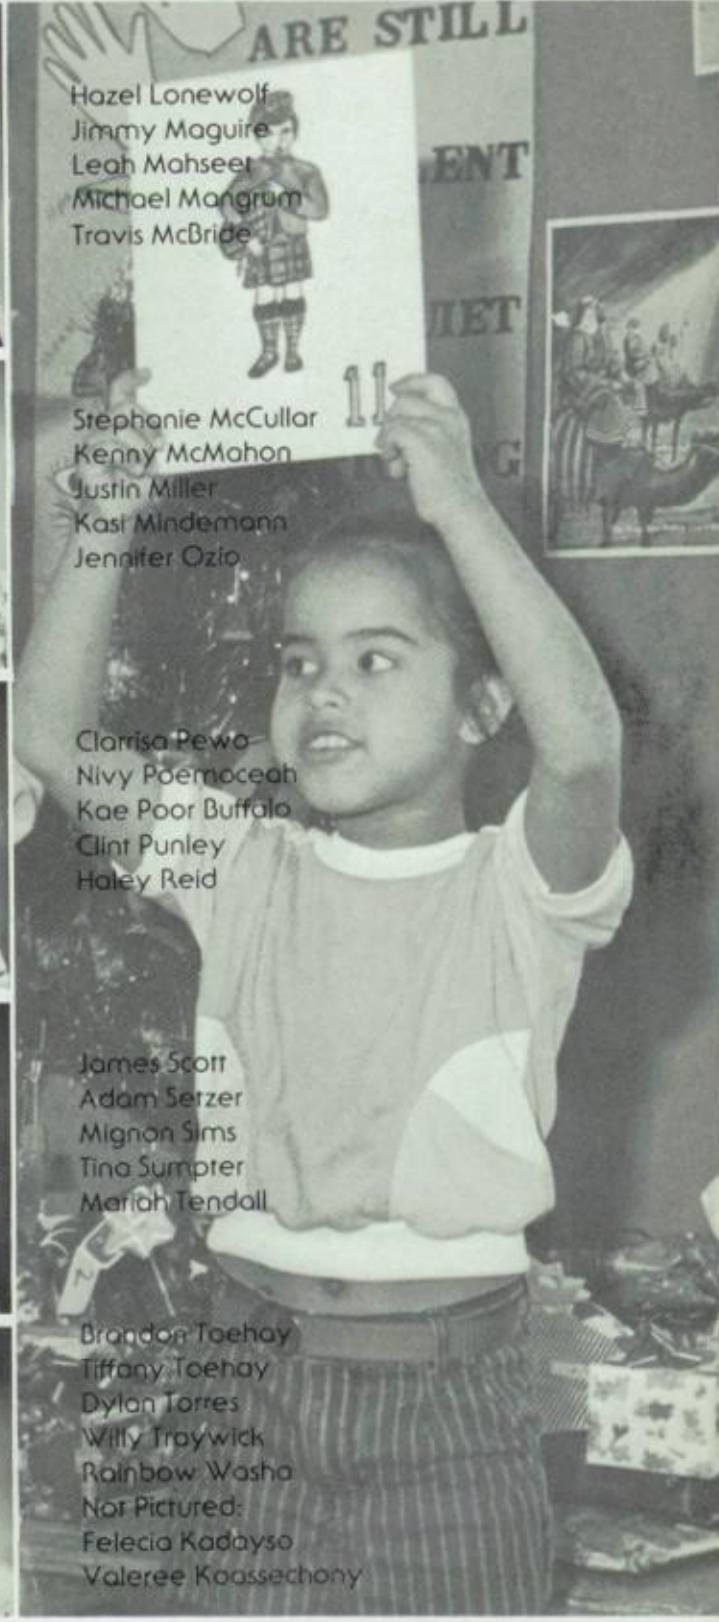 ARE STILL
ENT
IET
G
11
Hazel Lonewolf
Jimmy Maguire
Leah Mahseet
Michael Mangrum
Travis McBride
Stephanie McCullar
Kenny McMahon
Justin Miller
Kasi Mindemann
Jennifer Ozio
Clarrisa Pewo
Nivy Poemoceah
Kae Poor Buffalo
Clint Punley
Haley Reid
James Scott
Adam Setzer
Mignon Sims
Tina Sumpter
Mariah Tendall
2
Brandon Toehay
Tiffany Toehay
Dylan Torres
Willy Traywick
Rainbow Washa
Not Pictured:
Felecia Kadayso
Valeree Koassechony